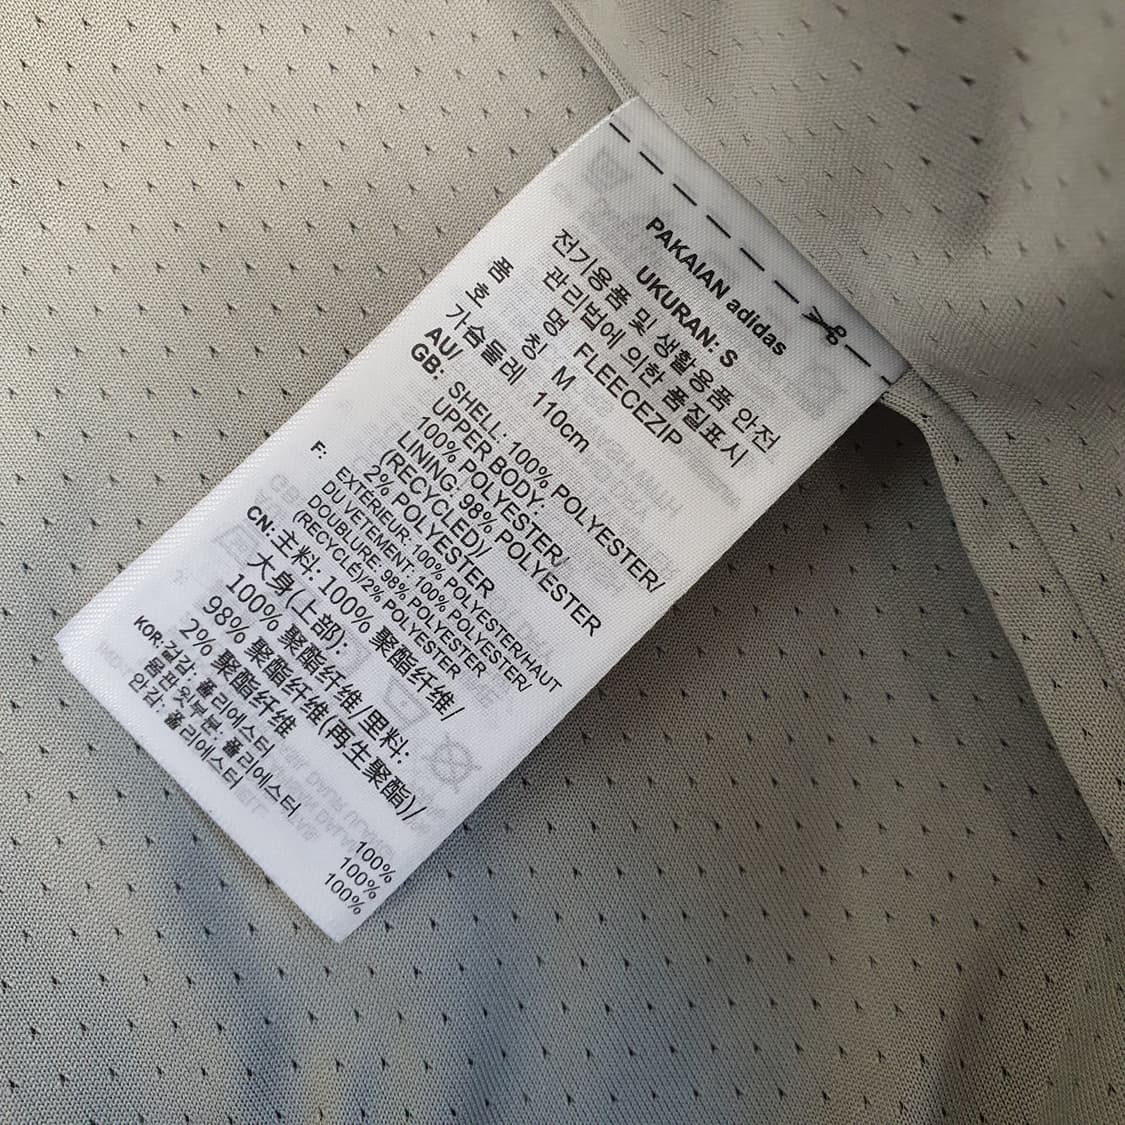 PAKAIAN adidas
UKURAN: S
전기용품 및 생활용품 안전
관리법에 의한 품질표시
품 명 FLEECEZIP
호 칭 M
가슴둘레 110cm
AU/
GB: SHELL: 100% POLYESTER/
UPPER BODY:
100% POLYESTER/
LINING: 98% POLYESTER
(RECYCLED)/
2% POLYESTER
F: EXTÉRIEUR: 100% POLYESTER/HAUT
DU VETEMENT: 100% POLYESTER/
DOUBLURE: 98% POLYESTER
(RECYCLÉ)/2% POLYESTER
CN: 主料: 100% 聚酯纤维/
大身(上部):
100% 聚酯纤维/里料:
98% 聚酯纤维(再生聚酯)/
2% 聚酯纤维
KOR: 겉감: 폴리에스터 100%
몸판 윗부분: 폴리에스터 100%
안감: 폴리에스터 100%